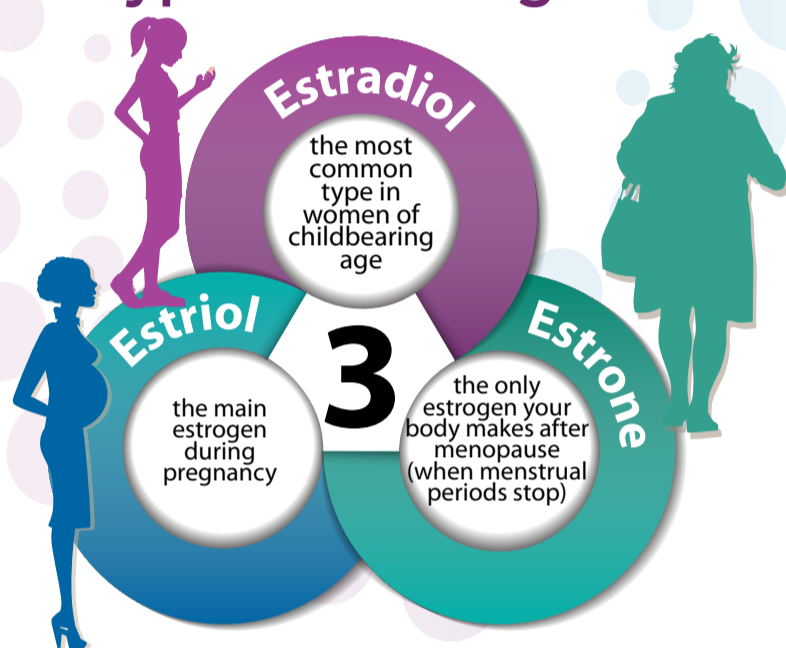 Estradiol
the most
common
type in
women of
childbearing
age
Estriol
the main
estrogen
during
pregnancy
3
Estrone
the only
estrogen your
body makes after
menopause
(when menstrual
periods stop)